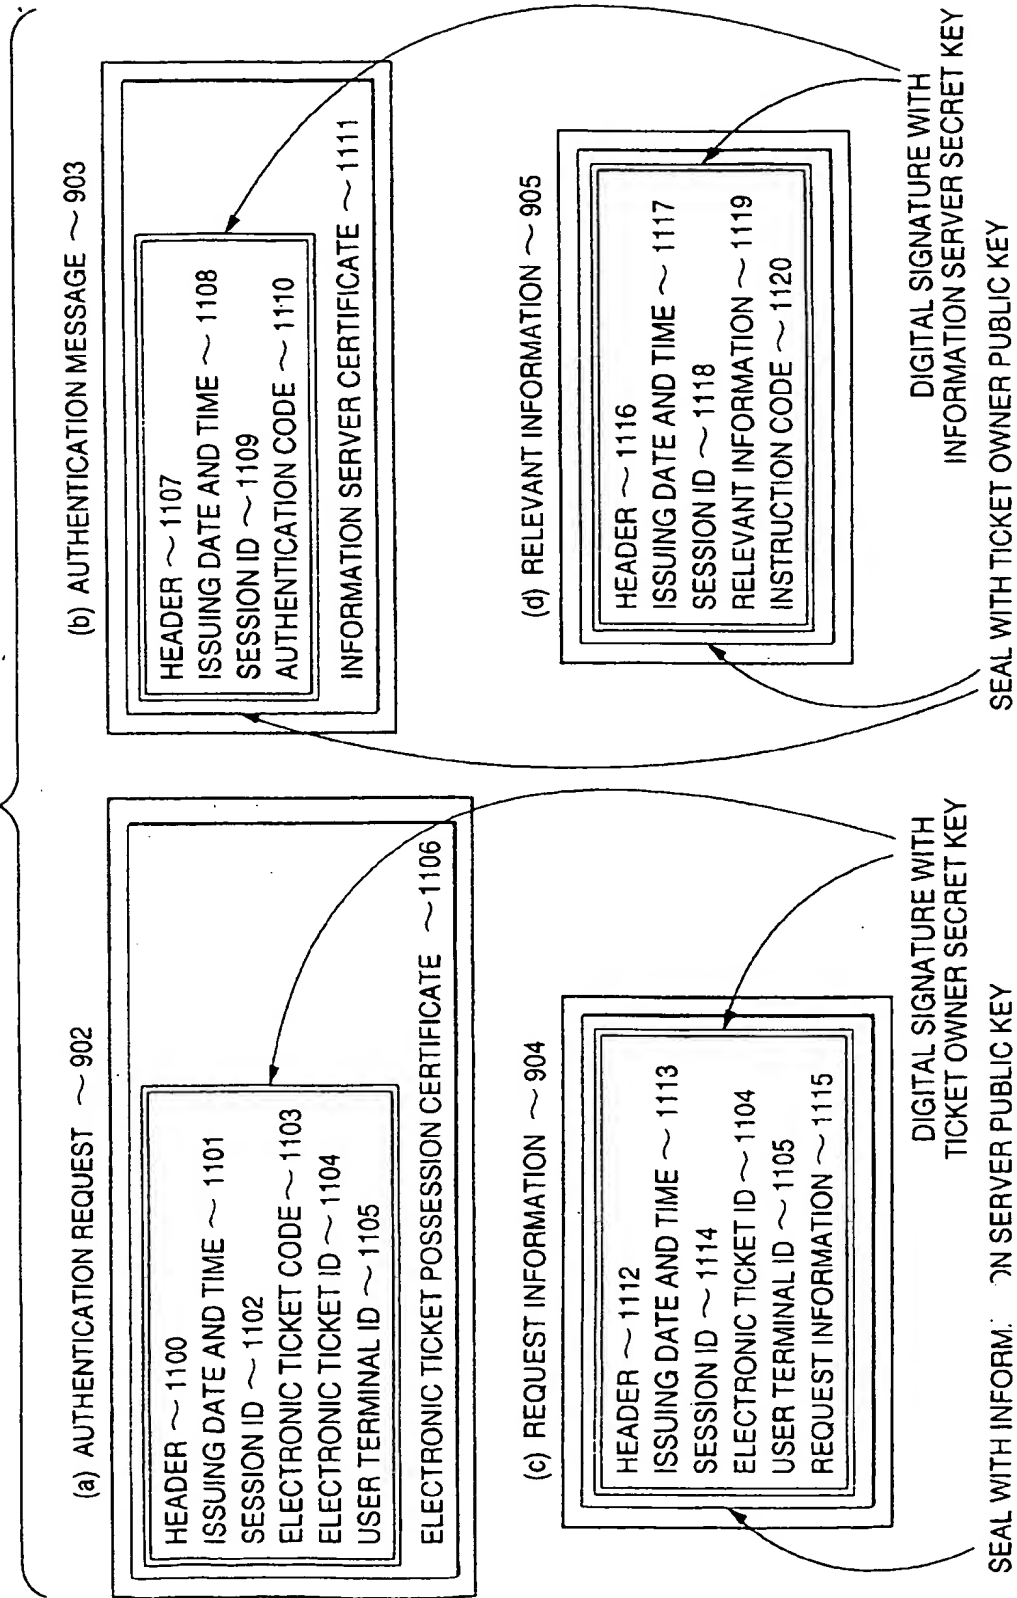 (a) AUTHENTICATION REQUEST ~902
HEADER ~1100
ISSUING DATE AND TIME ~1101
SESSION ID ~1102
ELECTRONIC TICKET CODE ~1103
ELECTRONIC TICKET ID ~1104
USER TERMINAL ID ~1105
ELECTRONIC TICKET POSSESSION CERTIFICATE ~1106
(b) AUTHENTICATION MESSAGE ~903
HEADER ~1107
ISSUING DATE AND TIME ~1108
SESSION ID ~1109
AUTHENTICATION CODE ~1110
INFORMATION SERVER CERTIFICATE ~1111
(c) REQUEST INFORMATION ~904
HEADER ~1112
ISSUING DATE AND TIME ~1113
SESSION ID ~1114
ELECTRONIC TICKET ID ~1104
USER TERMINAL ID ~1105
REQUEST INFORMATION ~1115
(d) RELEVANT INFORMATION ~905
HEADER ~1116
ISSUING DATE AND TIME ~1117
SESSION ID ~1118
RELEVANT INFORMATION ~1119
INSTRUCTION CODE ~1120
DIGITAL SIGNATURE WITH
TICKET OWNER SECRET KEY
SEAL WITH INFORM. ON SERVER PUBLIC KEY
DIGITAL SIGNATURE WITH
INFORMATION SERVER SECRET KEY
SEAL WITH TICKET OWNER PUBLIC KEY